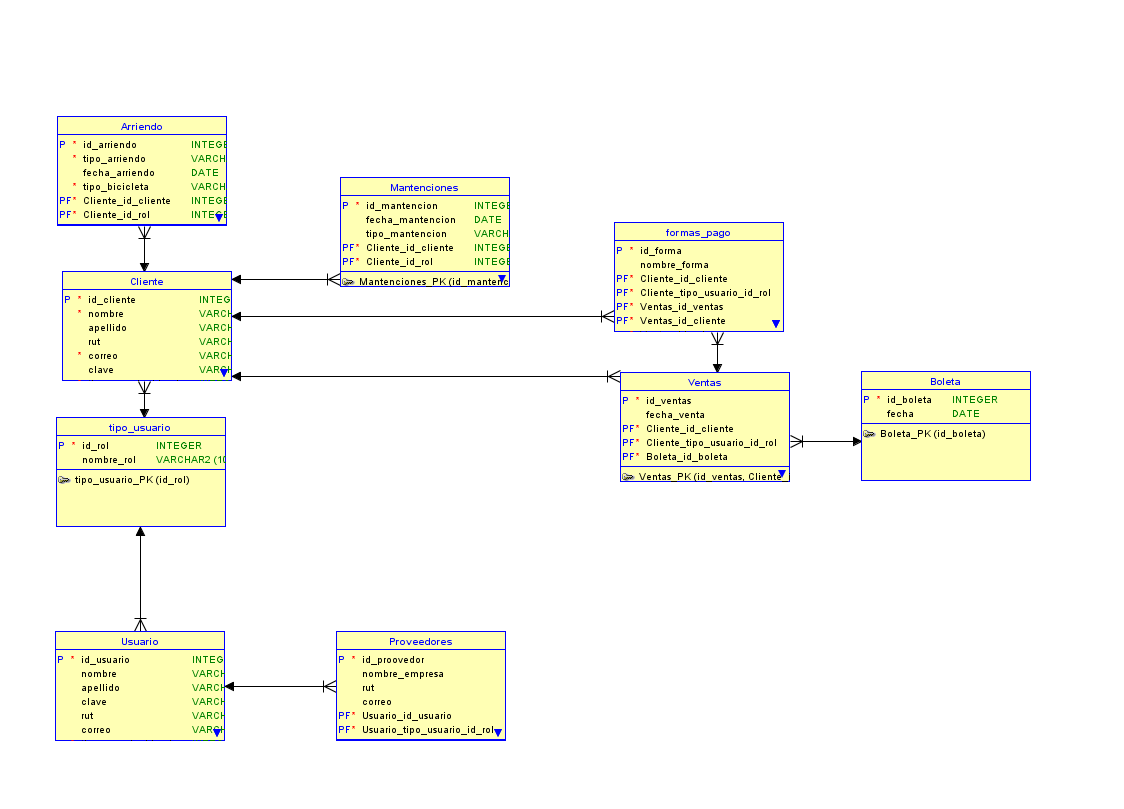 Arriendo
P * id_arriendo INTEGE
* tipo_arriendo VARCH
fecha_arriendo DATE
* tipo_bicicleta VARCH
PF* Cliente_id_cliente INTEGE
PF* Cliente_id_rol INTEGE
Mantenciones
P * id_mantencion INTEGE
fecha_mantencion DATE
tipo_mantencion VARCH
PF* Cliente_id_cliente INTEGE
PF* Cliente_id_rol INTEGE
Mantenciones_PK (id_mantenc
formas_pago
P * id_forma
nombre_forma
PF* Cliente_id_cliente
PF* Cliente_tipo_usuario_id_rol
PF* Ventas_id_ventas
PF* Ventas_id_cliente
Cliente
P * id_cliente INTEG
* nombre VARCH
apellido VARCH
rut VARCH
* correo VARCH
clave VARCH
Ventas
P * id_ventas
fecha_venta
PF* Cliente_id_cliente
PF* Cliente_tipo_usuario_id_rol
PF* Boleta_id_boleta
Ventas_PK (id_ventas, Cliente
Boleta
P * id_boleta INTEGER
fecha DATE
Boleta_PK (id_boleta)
tipo_usuario
P * id_rol INTEGER
nombre_rol VARCHAR2 (10
tipo_usuario_PK (id_rol)
Usuario
P * id_usuario INTEG
nombre VARCH
apellido VARCH
clave VARCH
rut VARCH
correo VARCH
Proveedores
P * id_proovedor
nombre_empresa
rut
correo
PF* Usuario_id_usuario
PF* Usuario_tipo_usuario_id_rol